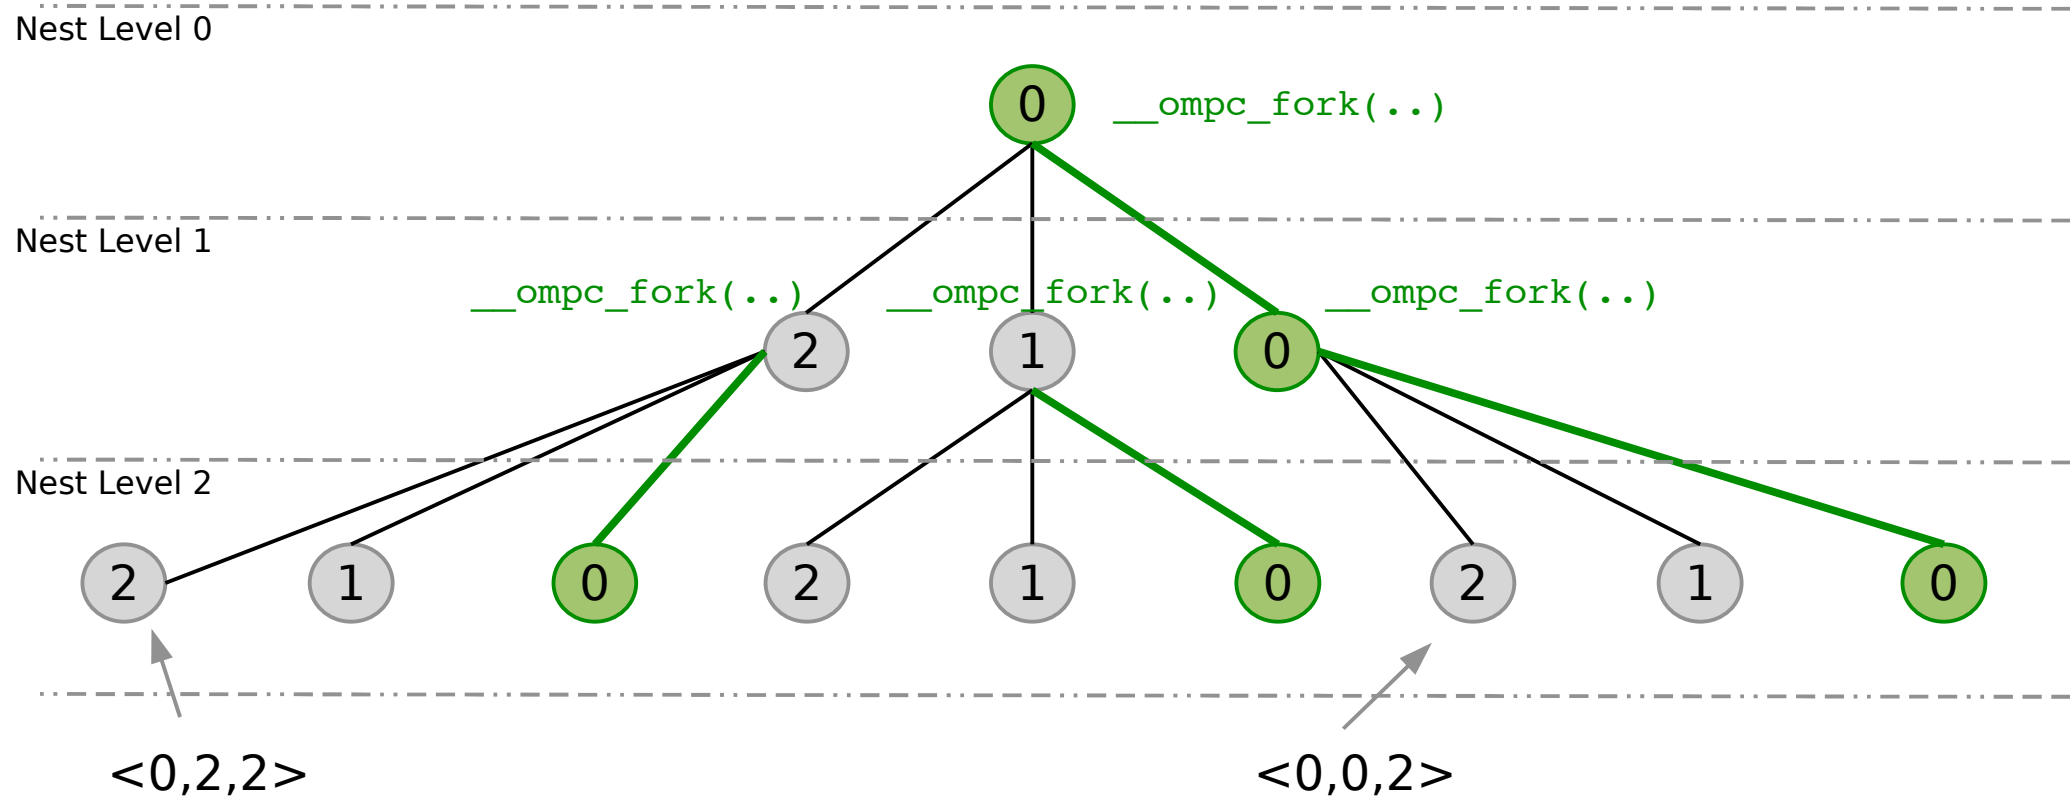 Nest Level 0
0 __ompc_fork(..)
Nest Level 1
__ompc_fork(..) __ompc_fork(..) __ompc_fork(..)
2 1 0
Nest Level 2
2 1 0 2 1 0 2 1 0
<0,2,2> <0,0,2>